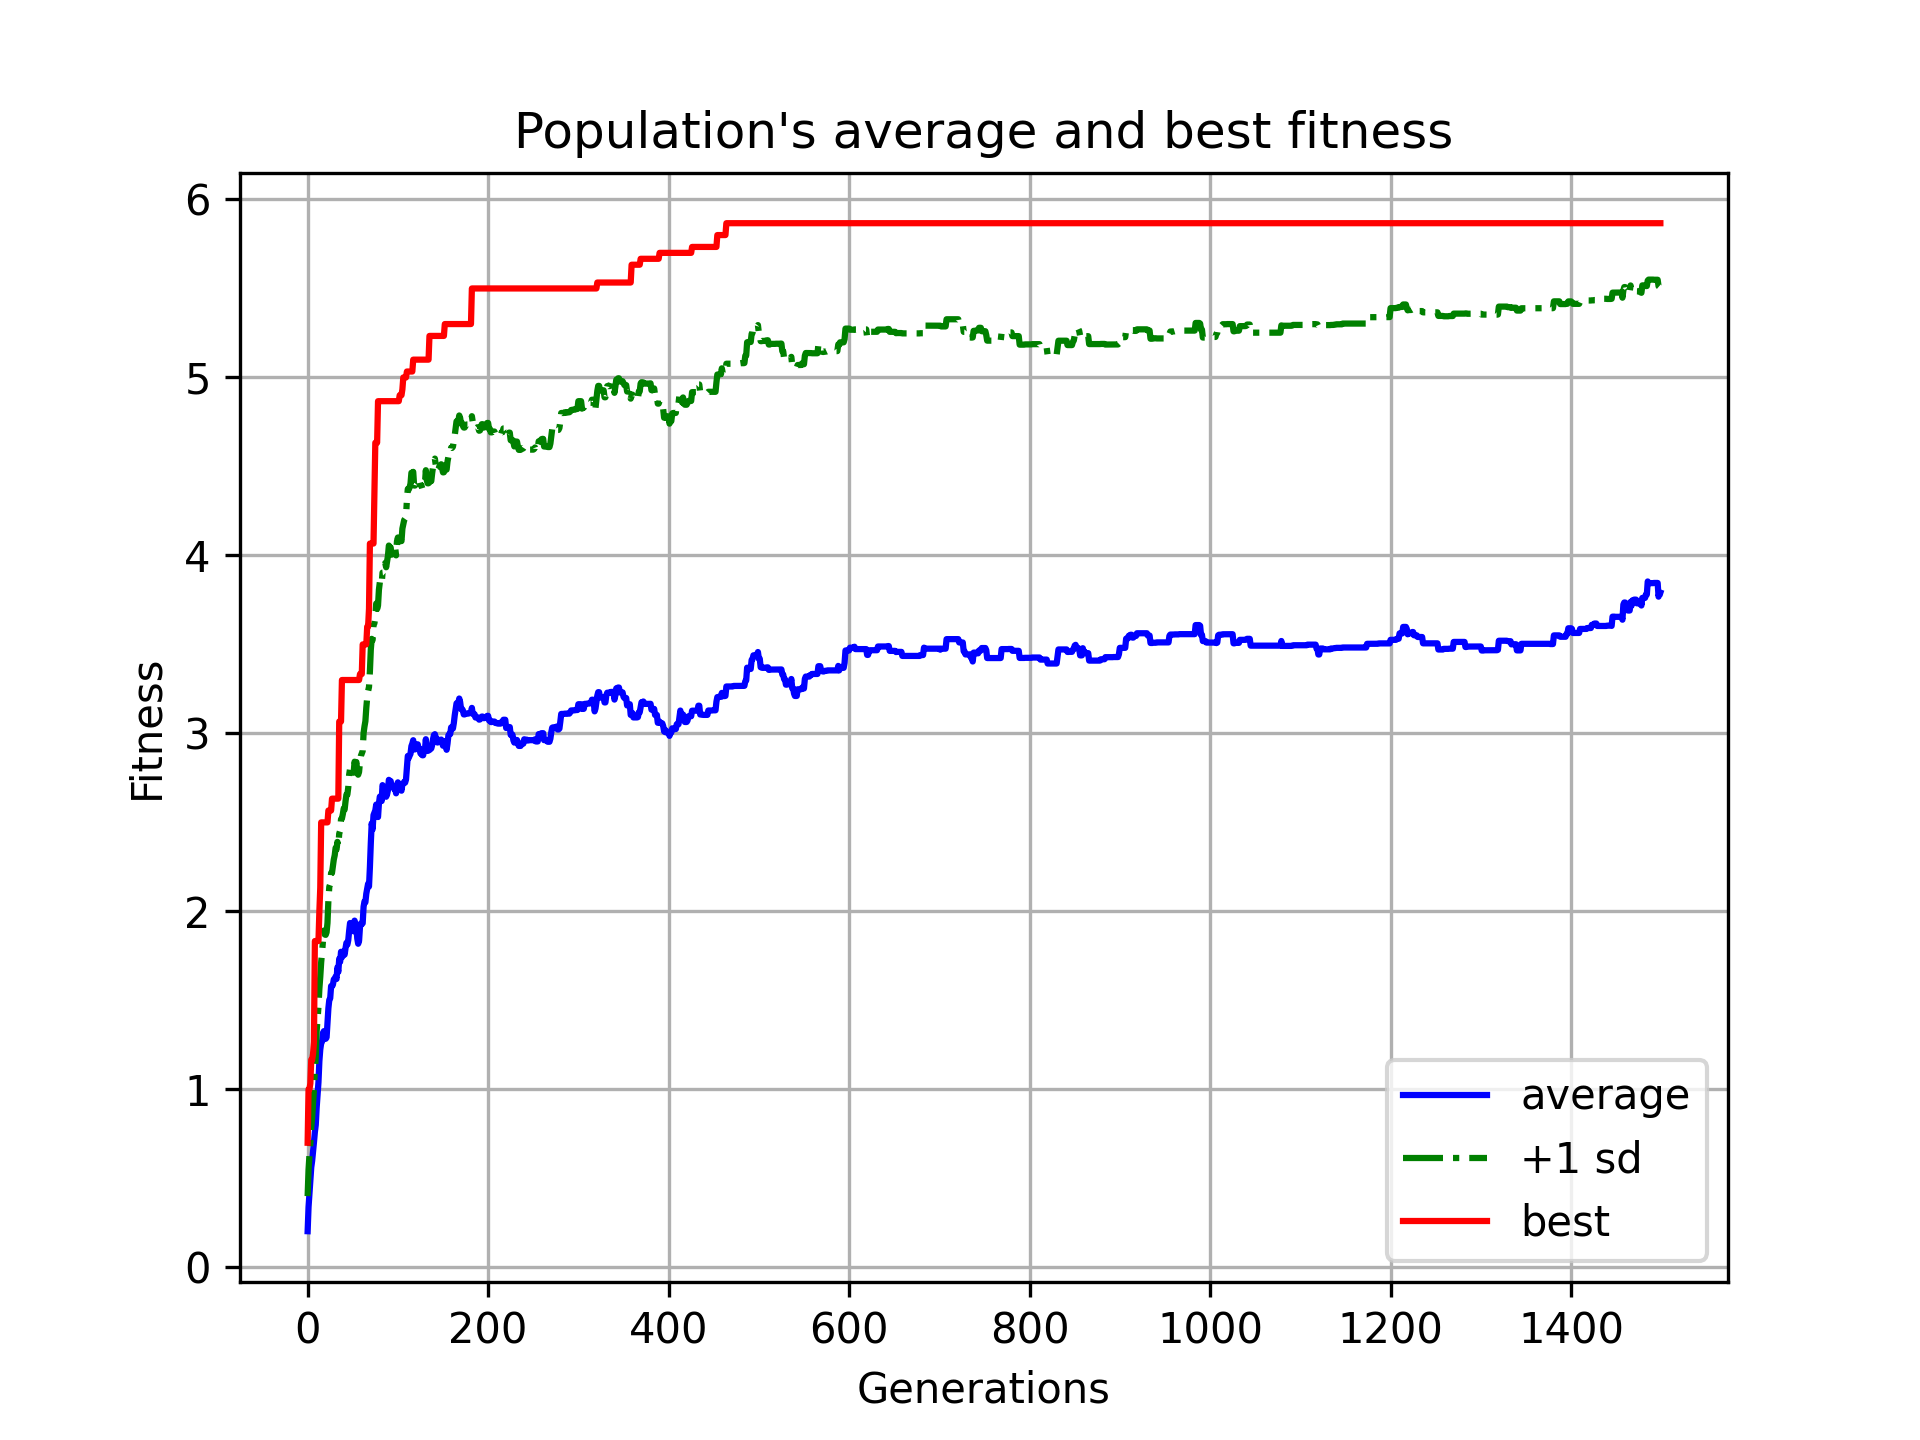 Population's average and best fitness
6
5
4
3
2
1
0
Fitness
0 200 400 600 800 1000 1200 1400
Generations
average
+1 sd
best